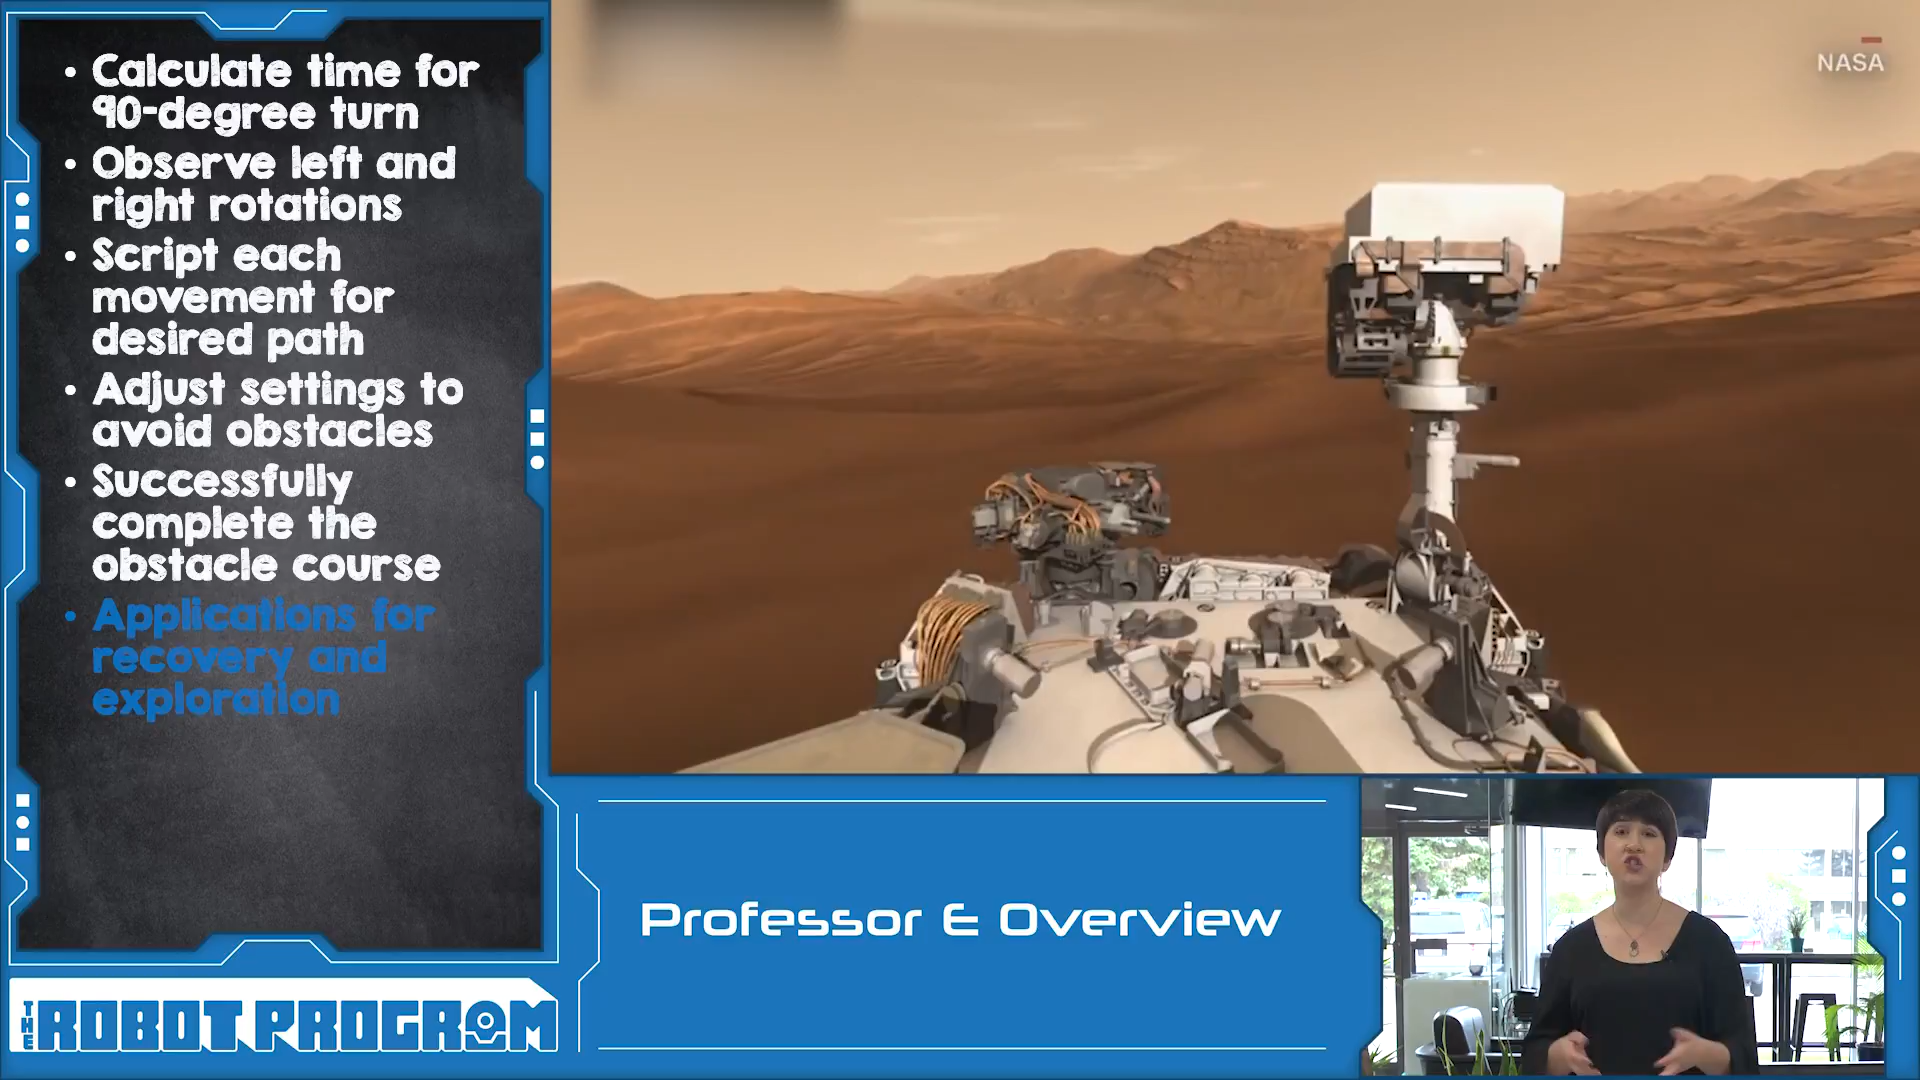 • Calculate time for
90-degree turn
• Observe left and
right rotations
• Script each
movement for
desired path
• Adjust settings to
avoid obstacles
• Successfully
complete the
obstacle course
• Applications for
recovery and
exploration
NASA
Professor E Overview
THE ROBOT PROGRAM